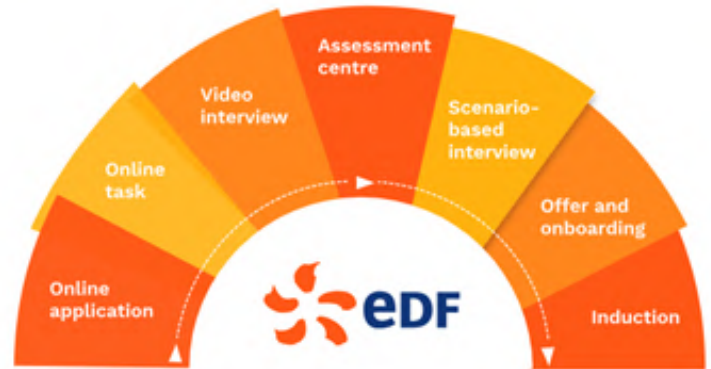 Online
application
Online
task
Video
interview
Assessment
centre
Scenario-
based
interview
Offer and
onboarding
Induction
eDF